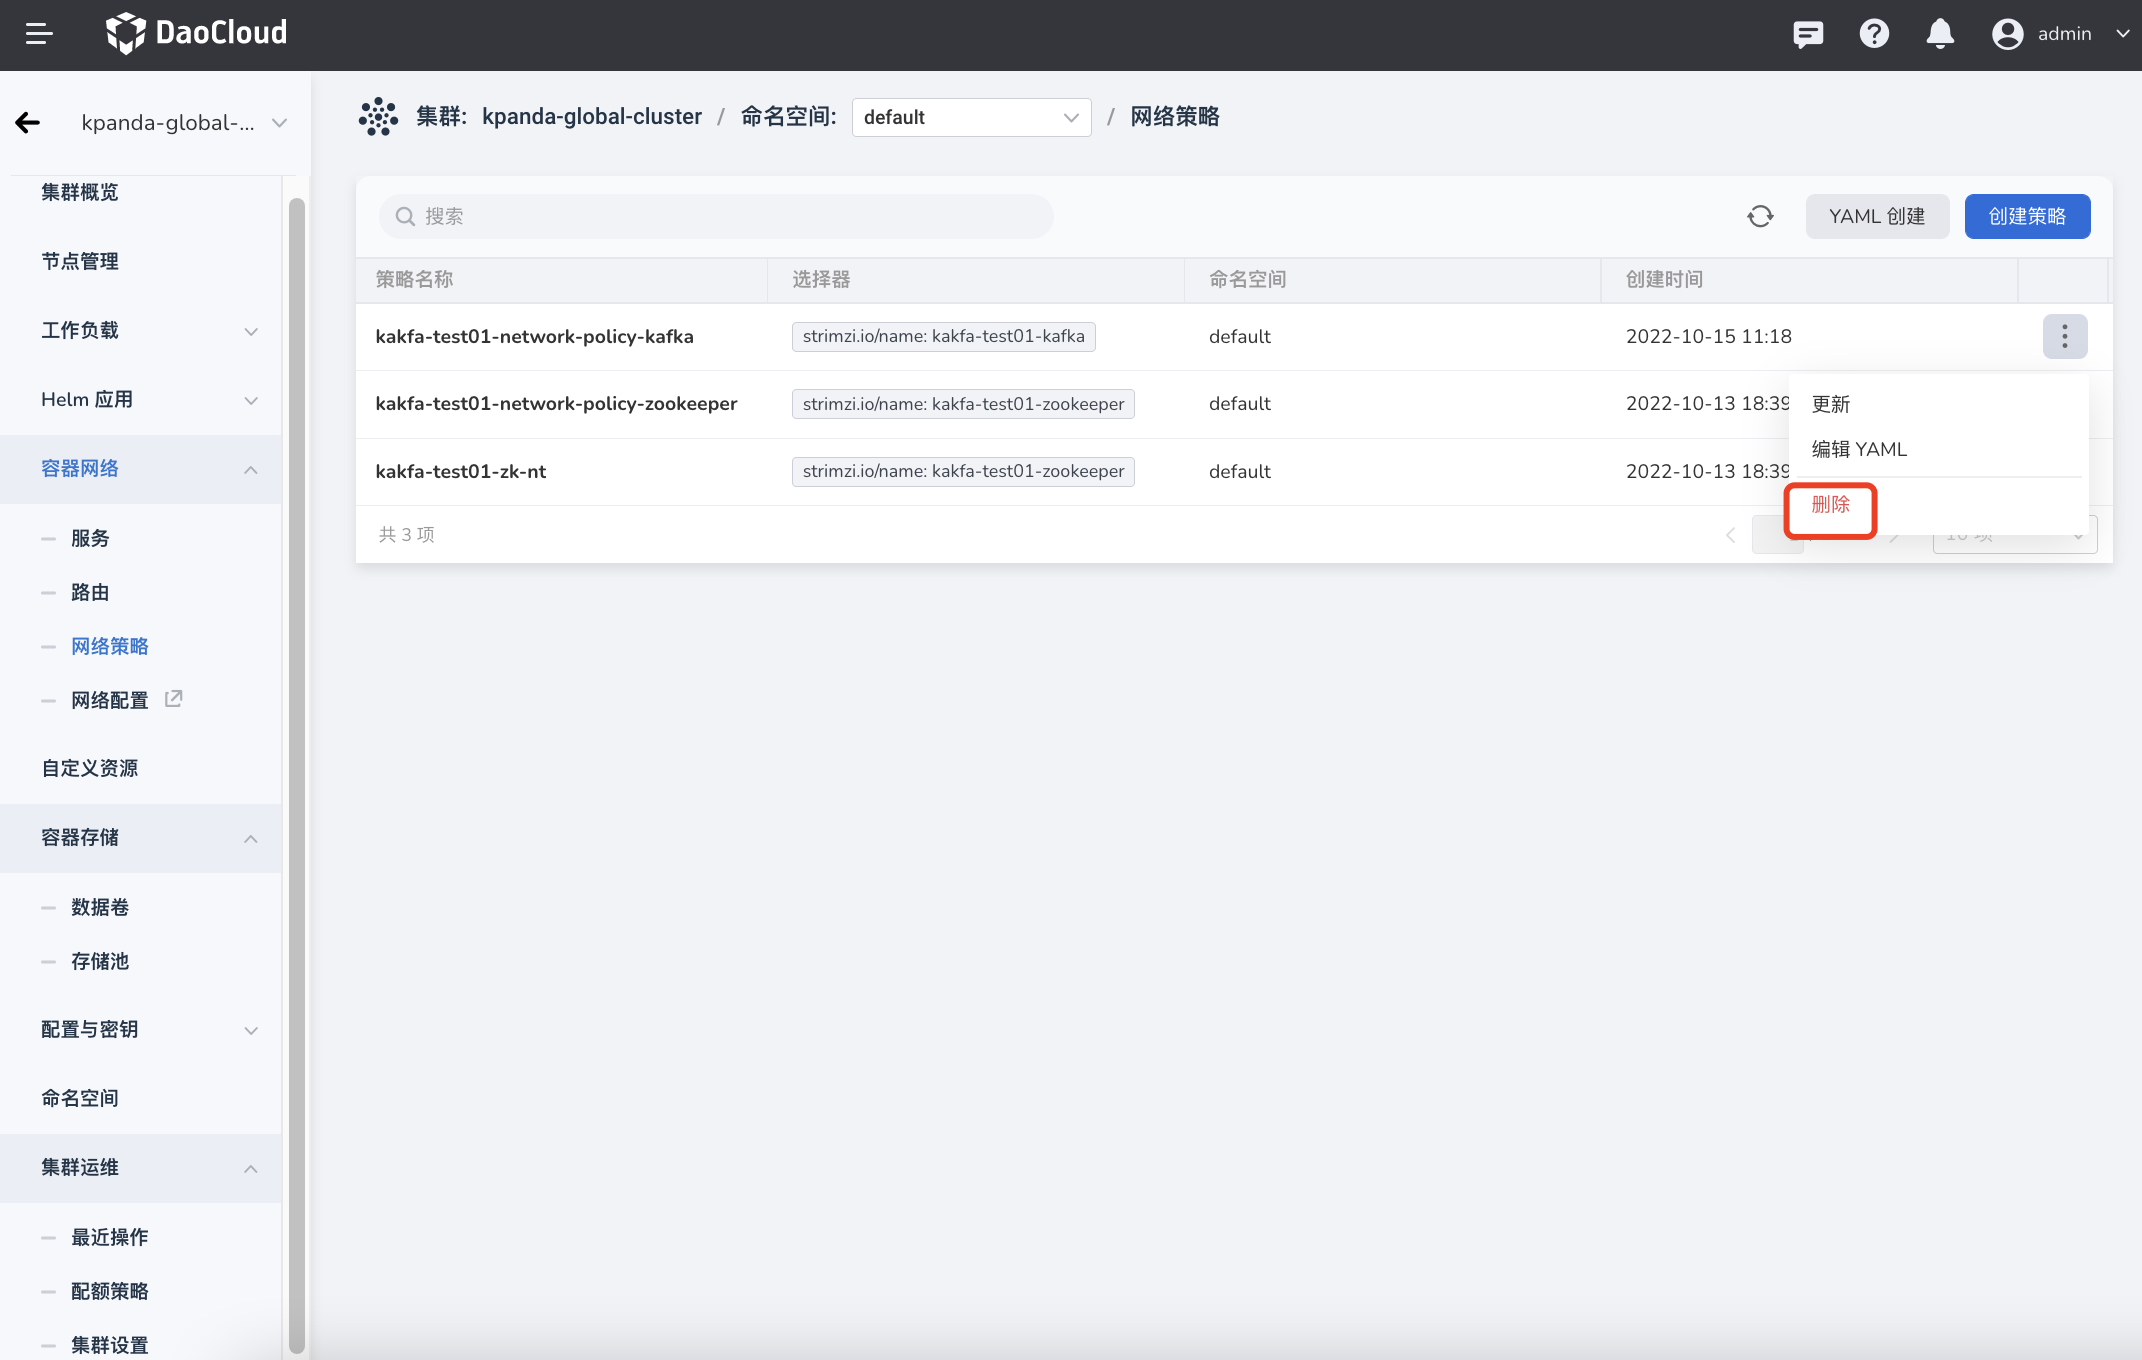 DaoCloud
admin
kpanda-global-...
集群概览
节点管理
工作负载
Helm 应用
容器网络
服务
路由
网络策略
网络配置
自定义资源
容器存储
数据卷
存储池
配置与密钥
命名空间
集群运维
最近操作
配额策略
集群设置
集群: kpanda-global-cluster / 命名空间: default / 网络策略
搜索
YAML 创建
创建策略
策略名称 选择器 命名空间 创建时间
kakfa-test01-network-policy-kafka strimzi.io/name: kakfa-test01-kafka default 2022-10-15 11:18
kakfa-test01-network-policy-zookeeper strimzi.io/name: kakfa-test01-zookeeper default 2022-10-13 18:39
kakfa-test01-zk-nt strimzi.io/name: kakfa-test01-zookeeper default 2022-10-13 18:39
更新
编辑 YAML
删除
共 3 项
10 项